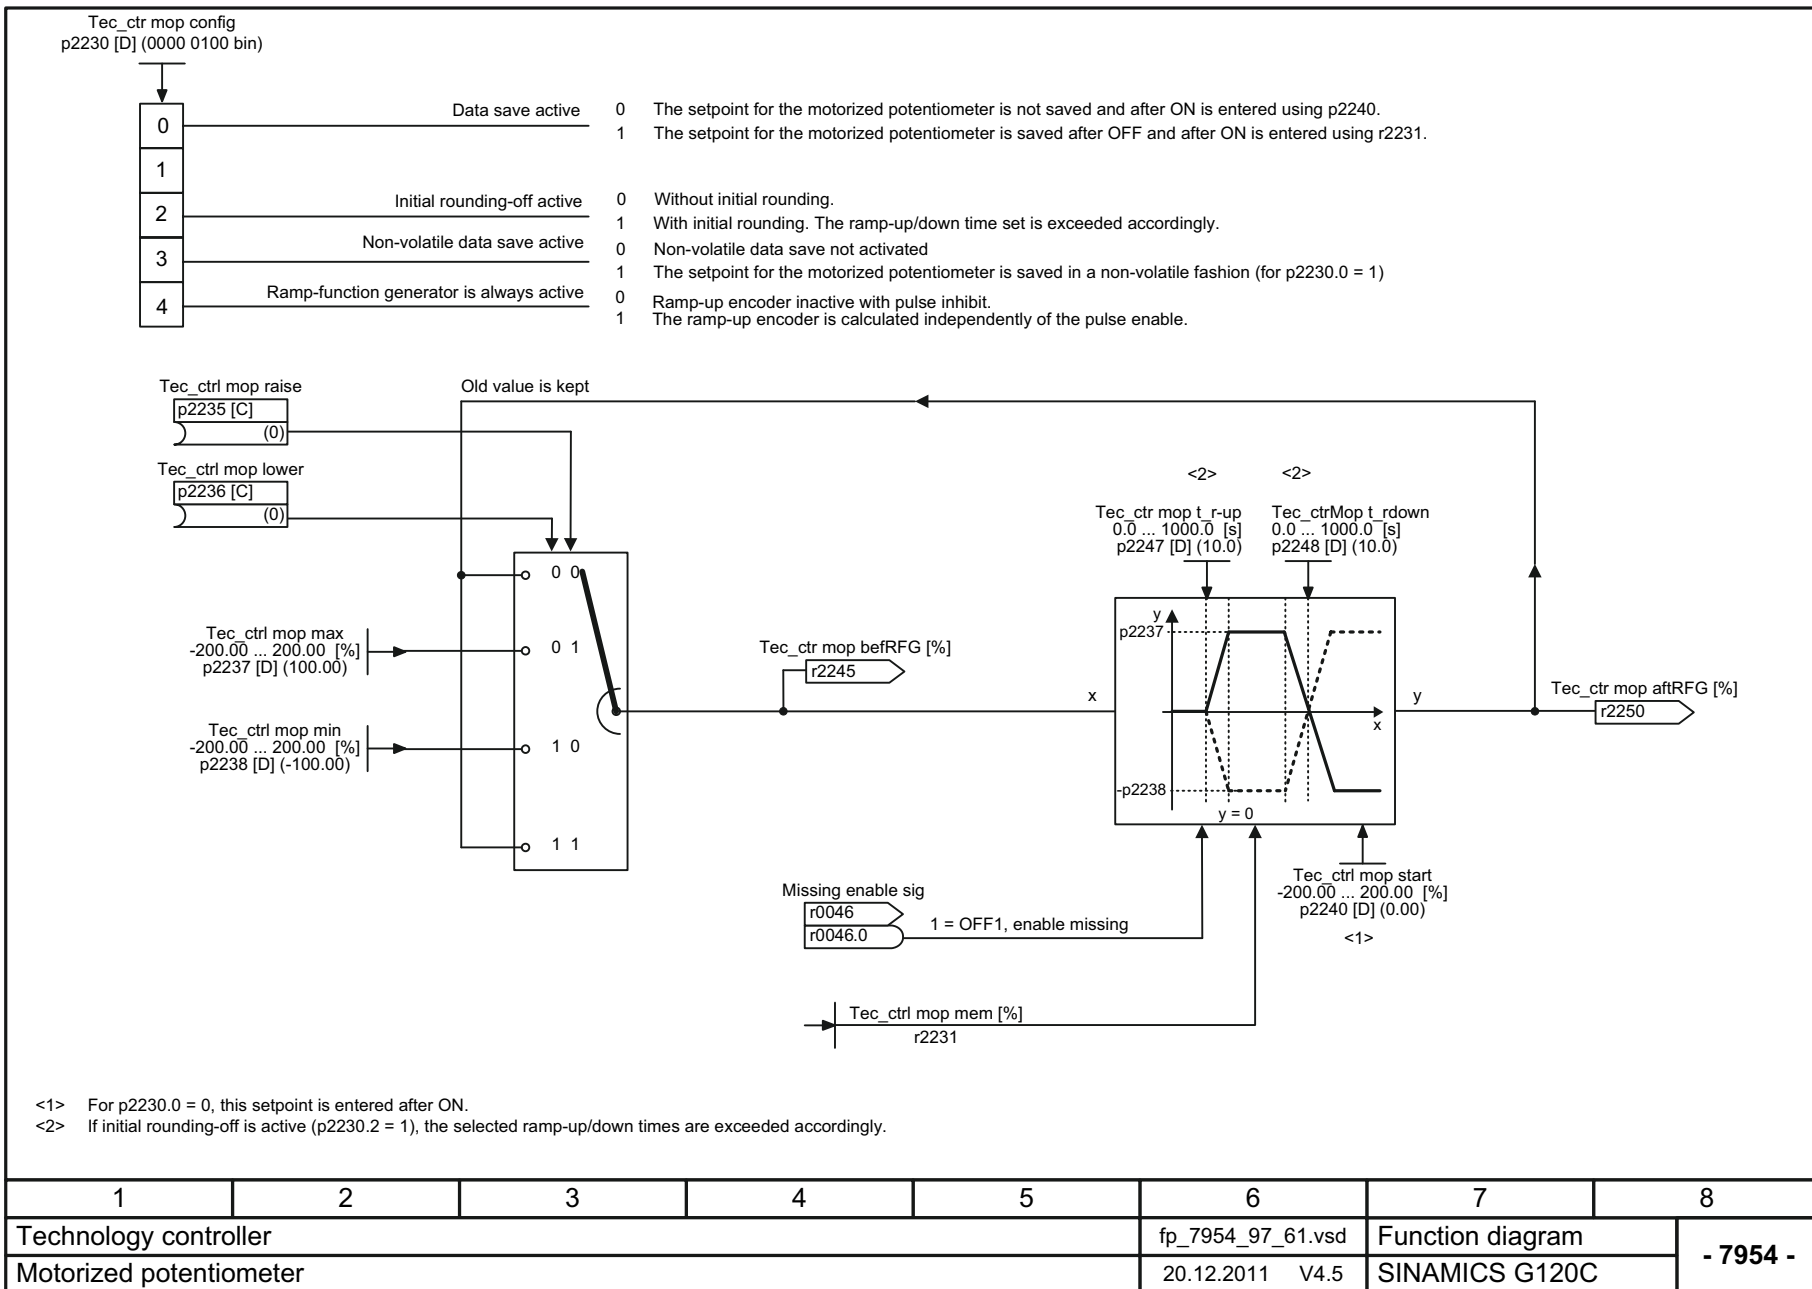 Tec_ctr mop config
p2230 [D] (0000 0100 bin)
0
Data save active
0 The setpoint for the motorized potentiometer is not saved and after ON is entered using p2240.
1 The setpoint for the motorized potentiometer is saved after OFF and after ON is entered using r2231.
1
2
Initial rounding-off active
0 Without initial rounding.
1 With initial rounding. The ramp-up/down time set is exceeded accordingly.
3
Non-volatile data save active
0 Non-volatile data save not activated
1 The setpoint for the motorized potentiometer is saved in a non-volatile fashion (for p2230.0 = 1)
4
Ramp-function generator is always active
0 Ramp-up encoder inactive with pulse inhibit.
1 The ramp-up encoder is calculated independently of the pulse enable.
Tec_ctrl mop raise
p2235 [C]
(0)
Old value is kept
Tec_ctrl mop lower
p2236 [C]
(0)
0 0
Tec_ctrl mop max
-200.00 ... 200.00 [%]
p2237 [D] (100.00)
0 1
Tec_ctrl mop min
-200.00 ... 200.00 [%]
p2238 [D] (-100.00)
1 0
1 1
Tec_ctr mop befRFG [%]
r2245
<2>
<2>
Tec_ctr mop t_r-up
0.0 ... 1000.0 [s]
p2247 [D] (10.0)
Tec_ctrMop t_rdown
0.0 ... 1000.0 [s]
p2248 [D] (10.0)
x
y
p2237
x
-p2238
y = 0
y
Tec_ctr mop aftRFG [%]
r2250
Tec_ctrl mop start
-200.00 ... 200.00 [%]
p2240 [D] (0.00)
<1>
Missing enable sig
r0046
r0046.0
1 = OFF1, enable missing
Tec_ctrl mop mem [%]
r2231
<1> For p2230.0 = 0, this setpoint is entered after ON.
<2> If initial rounding-off is active (p2230.2 = 1), the selected ramp-up/down times are exceeded accordingly.
1 2 3 4 5 6 7 8
Technology controller
fp_7954_97_61.vsd
Function diagram
- 7954 -
Motorized potentiometer
20.12.2011 V4.5
SINAMICS G120C